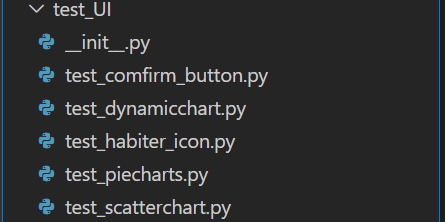 test_UI
__init__.py
test_comfirm_button.py
test_dynamicchart.py
test_habiter_icon.py
test_piecharts.py
test_scatterchart.py